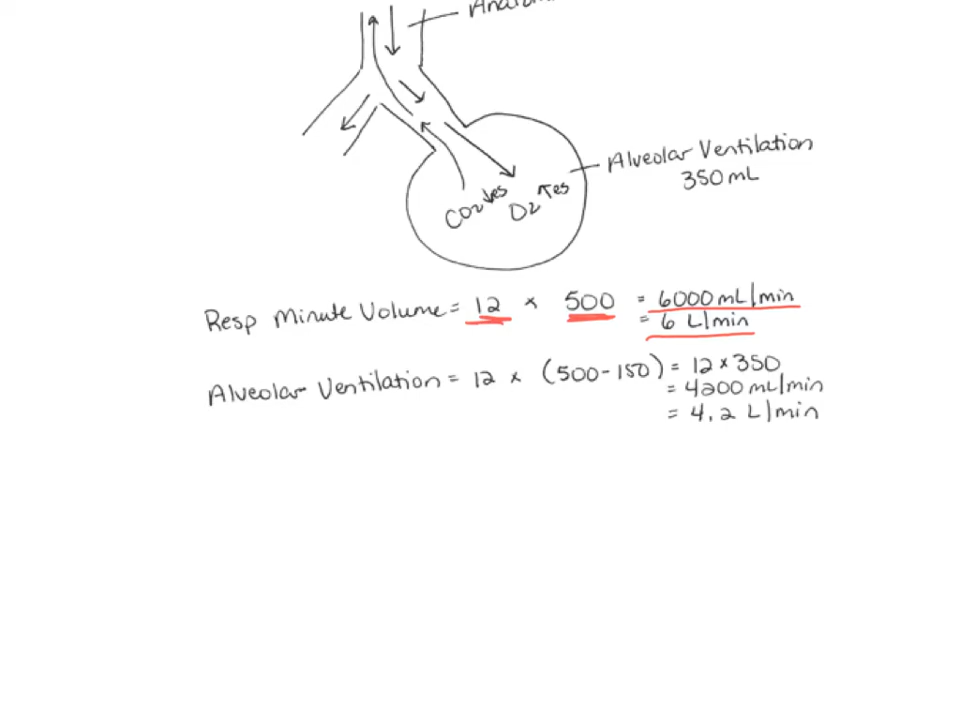 Alveolar Ventilation
350 mL
CO2 ↓es O2 ↑es
Resp Minute Volume = 12 × 500 = 6000 mL/min
= 6 L/min
Alveolar Ventilation = 12 × (500-150) = 12 × 350
= 4200 mL/min
= 4.2 L/min